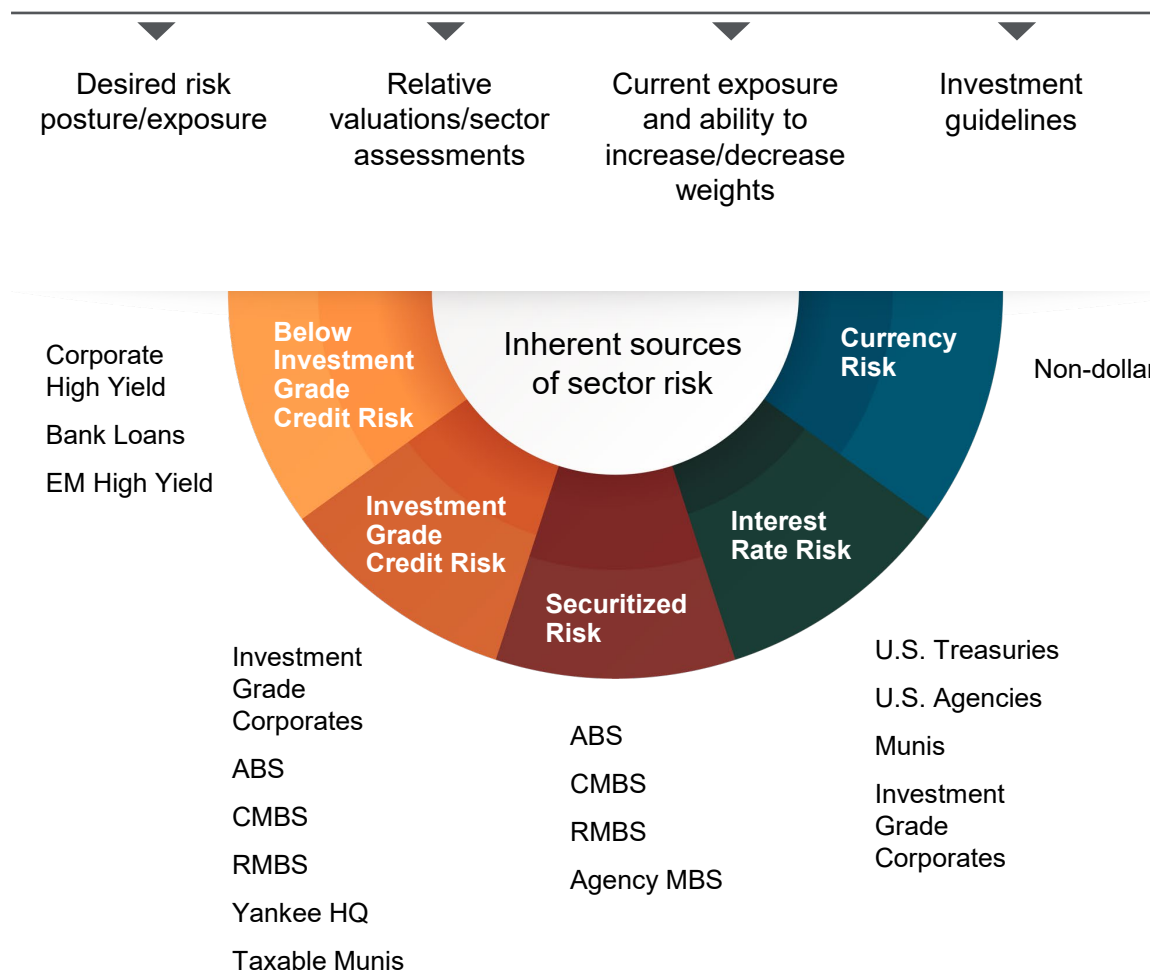 Desired risk
posture/exposure
Relative
valuations/sector
assessments
Current exposure
and ability to
increase/decrease
weights
Investment
guidelines
Inherent sources
of sector risk
Below
Investment
Grade
Credit Risk
Corporate
High Yield
Bank Loans
EM High Yield
Investment
Grade
Credit Risk
Investment
Grade
Corporates
ABS
CMBS
RMBS
Yankee HQ
Taxable Munis
Securitized
Risk
ABS
CMBS
RMBS
Agency MBS
Interest
Rate Risk
U.S. Treasuries
U.S. Agencies
Munis
Investment
Grade
Corporates
Currency
Risk
Non-dollar